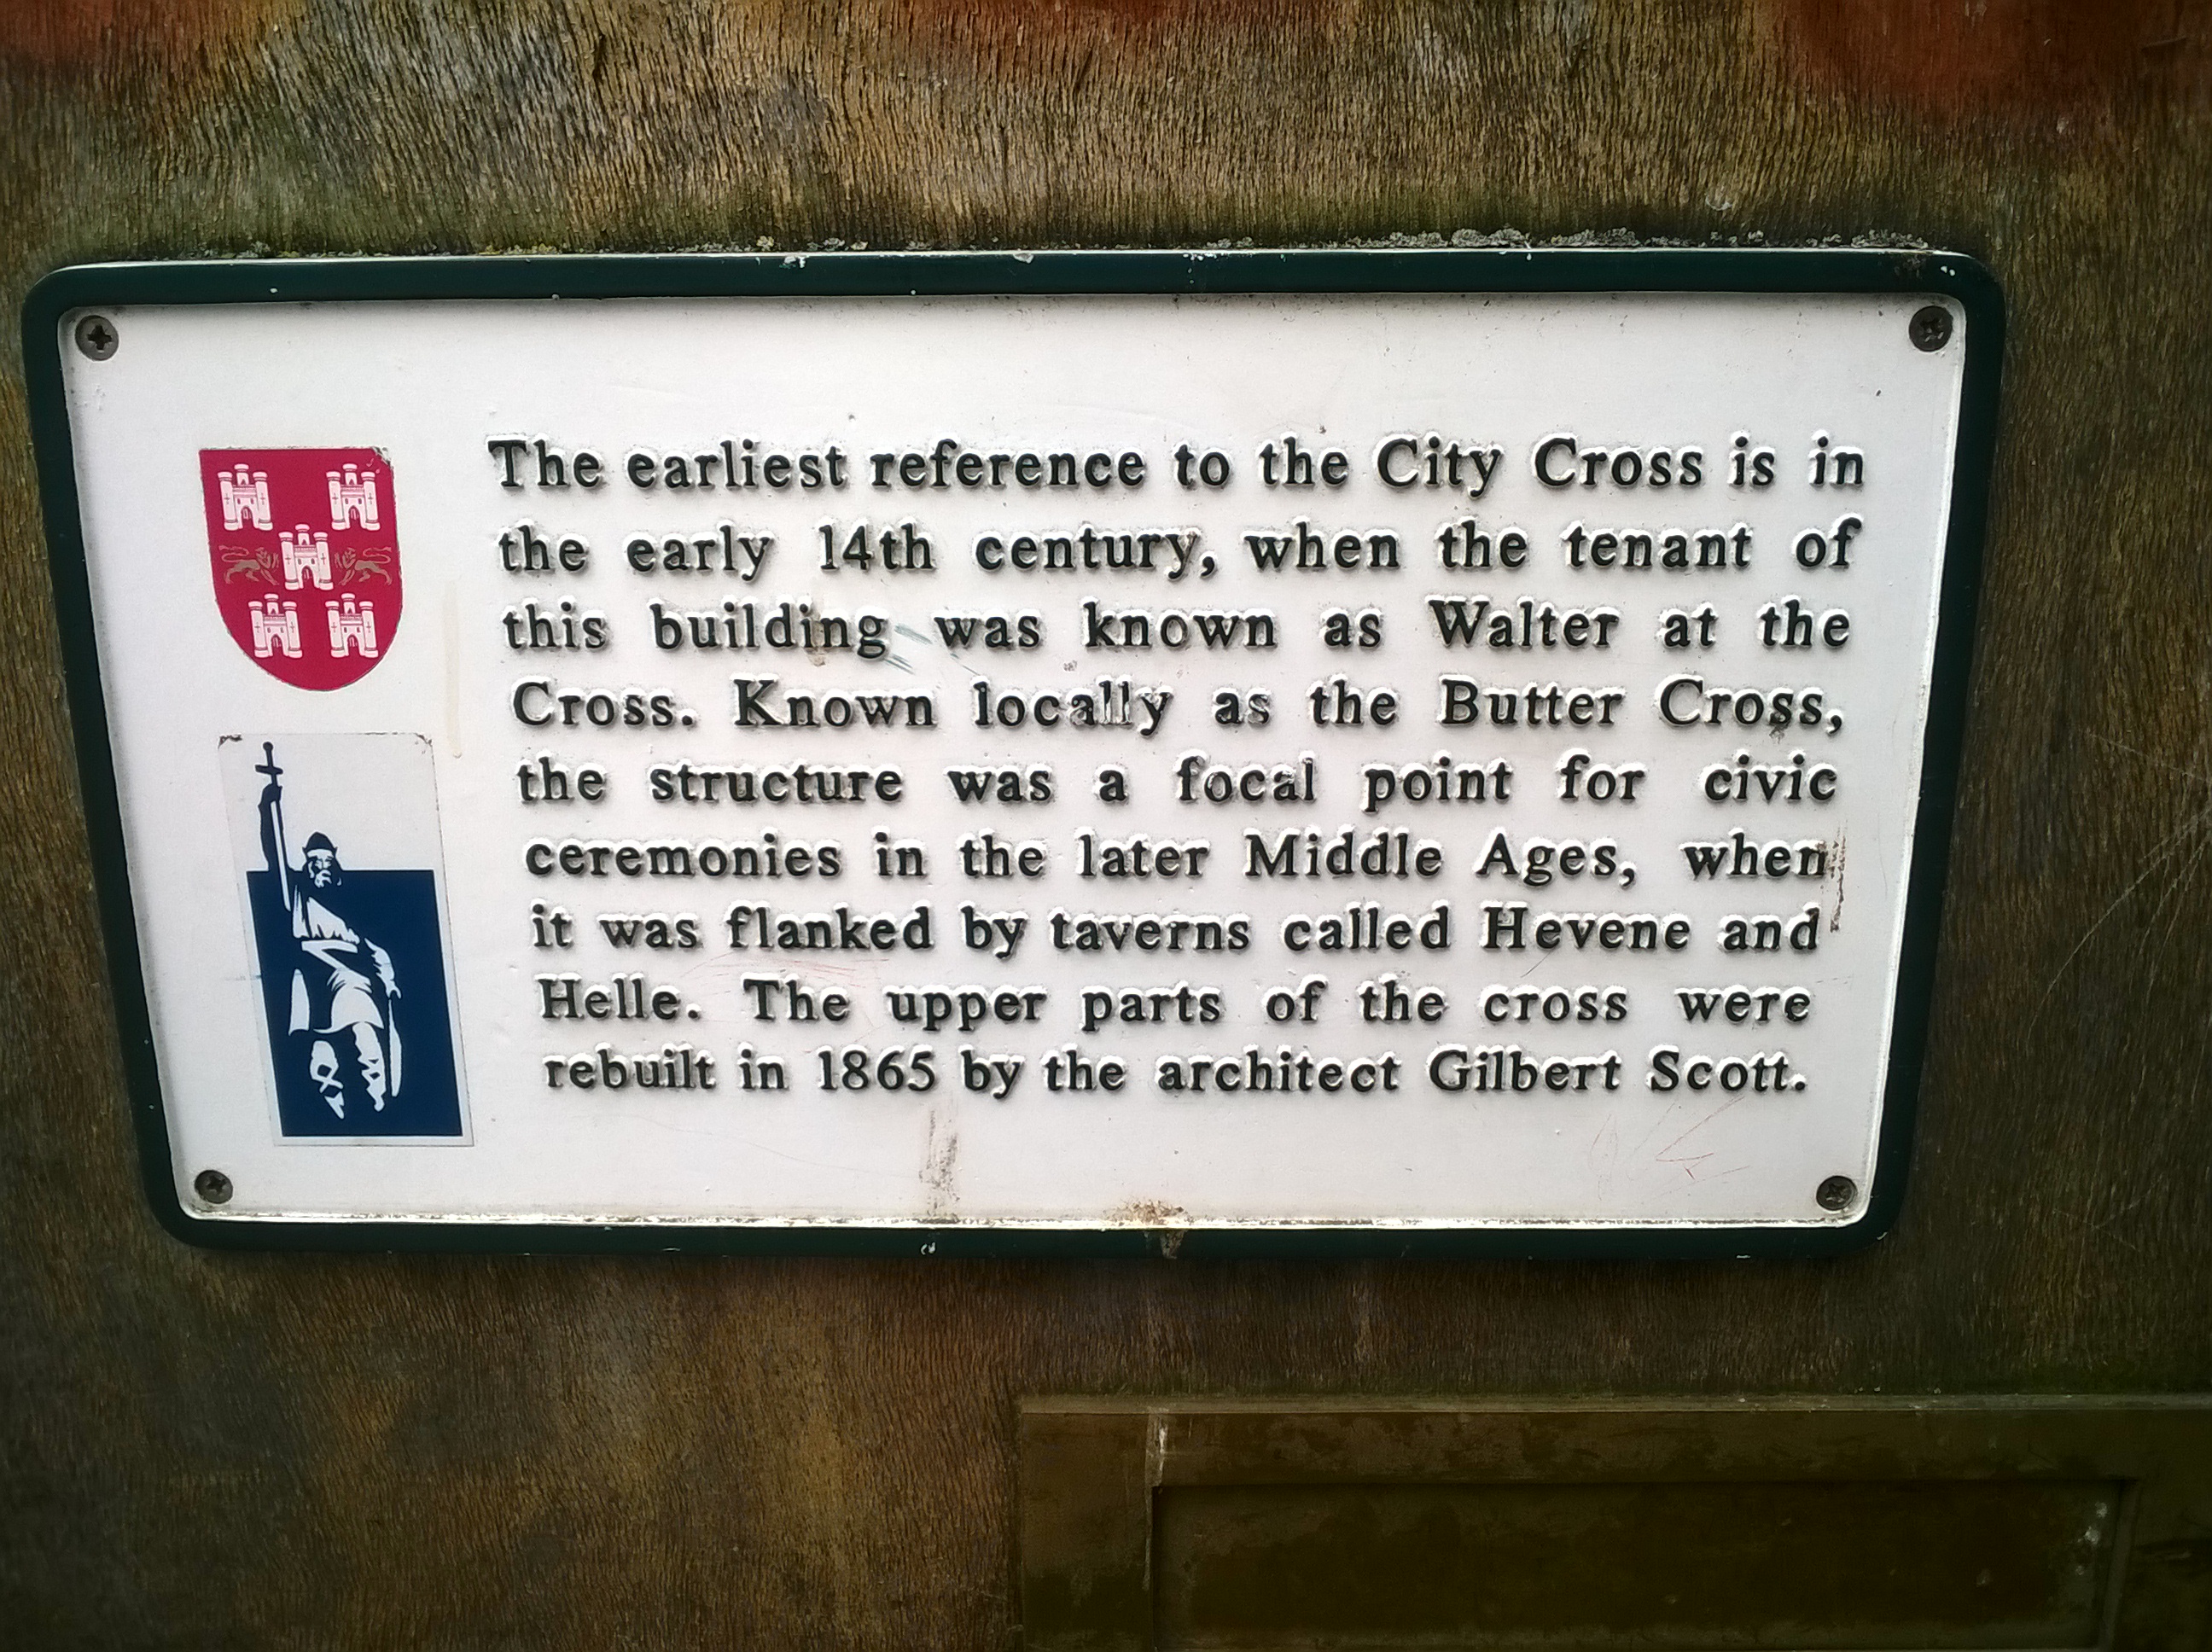 The earliest reference to the City Cross is in
the early 14th century, when the tenant of
this building was known as Walter at the
Cross. Known locally as the Butter Cross,
the structure was a focal point for civic
ceremonies in the later Middle Ages, when
it was flanked by taverns called Hevene and
Helle. The upper parts of the cross were
rebuilt in 1865 by the architect Gilbert Scott.